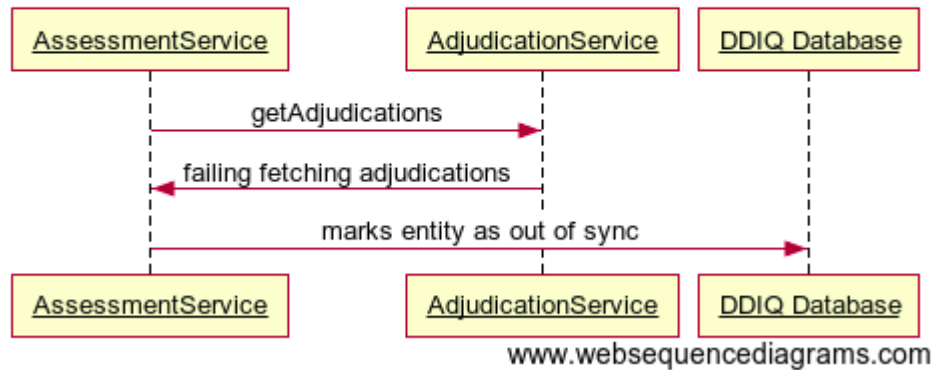 AssessmentService AdjudicationService DDIQ Database
getAdjudications
failing fetching adjudications
marks entity as out of sync
AssessmentService AdjudicationService DDIQ Database
www.websequencediagrams.com